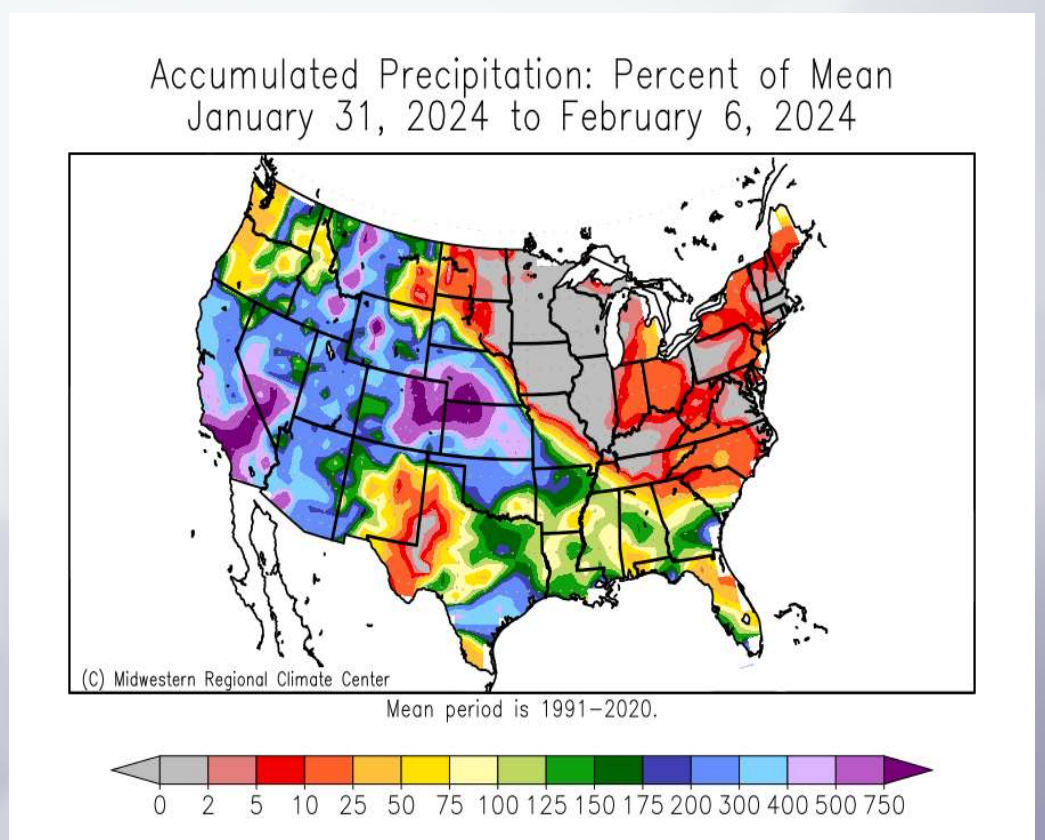 Accumulated Precipitation: Percent of Mean
January 31, 2024 to February 6, 2024
(C) Midwestern Regional Climate Center
Mean period is 1991-2020.
0 2 5 10 25 50 75 100 125 150 175 200 300 400 500 750